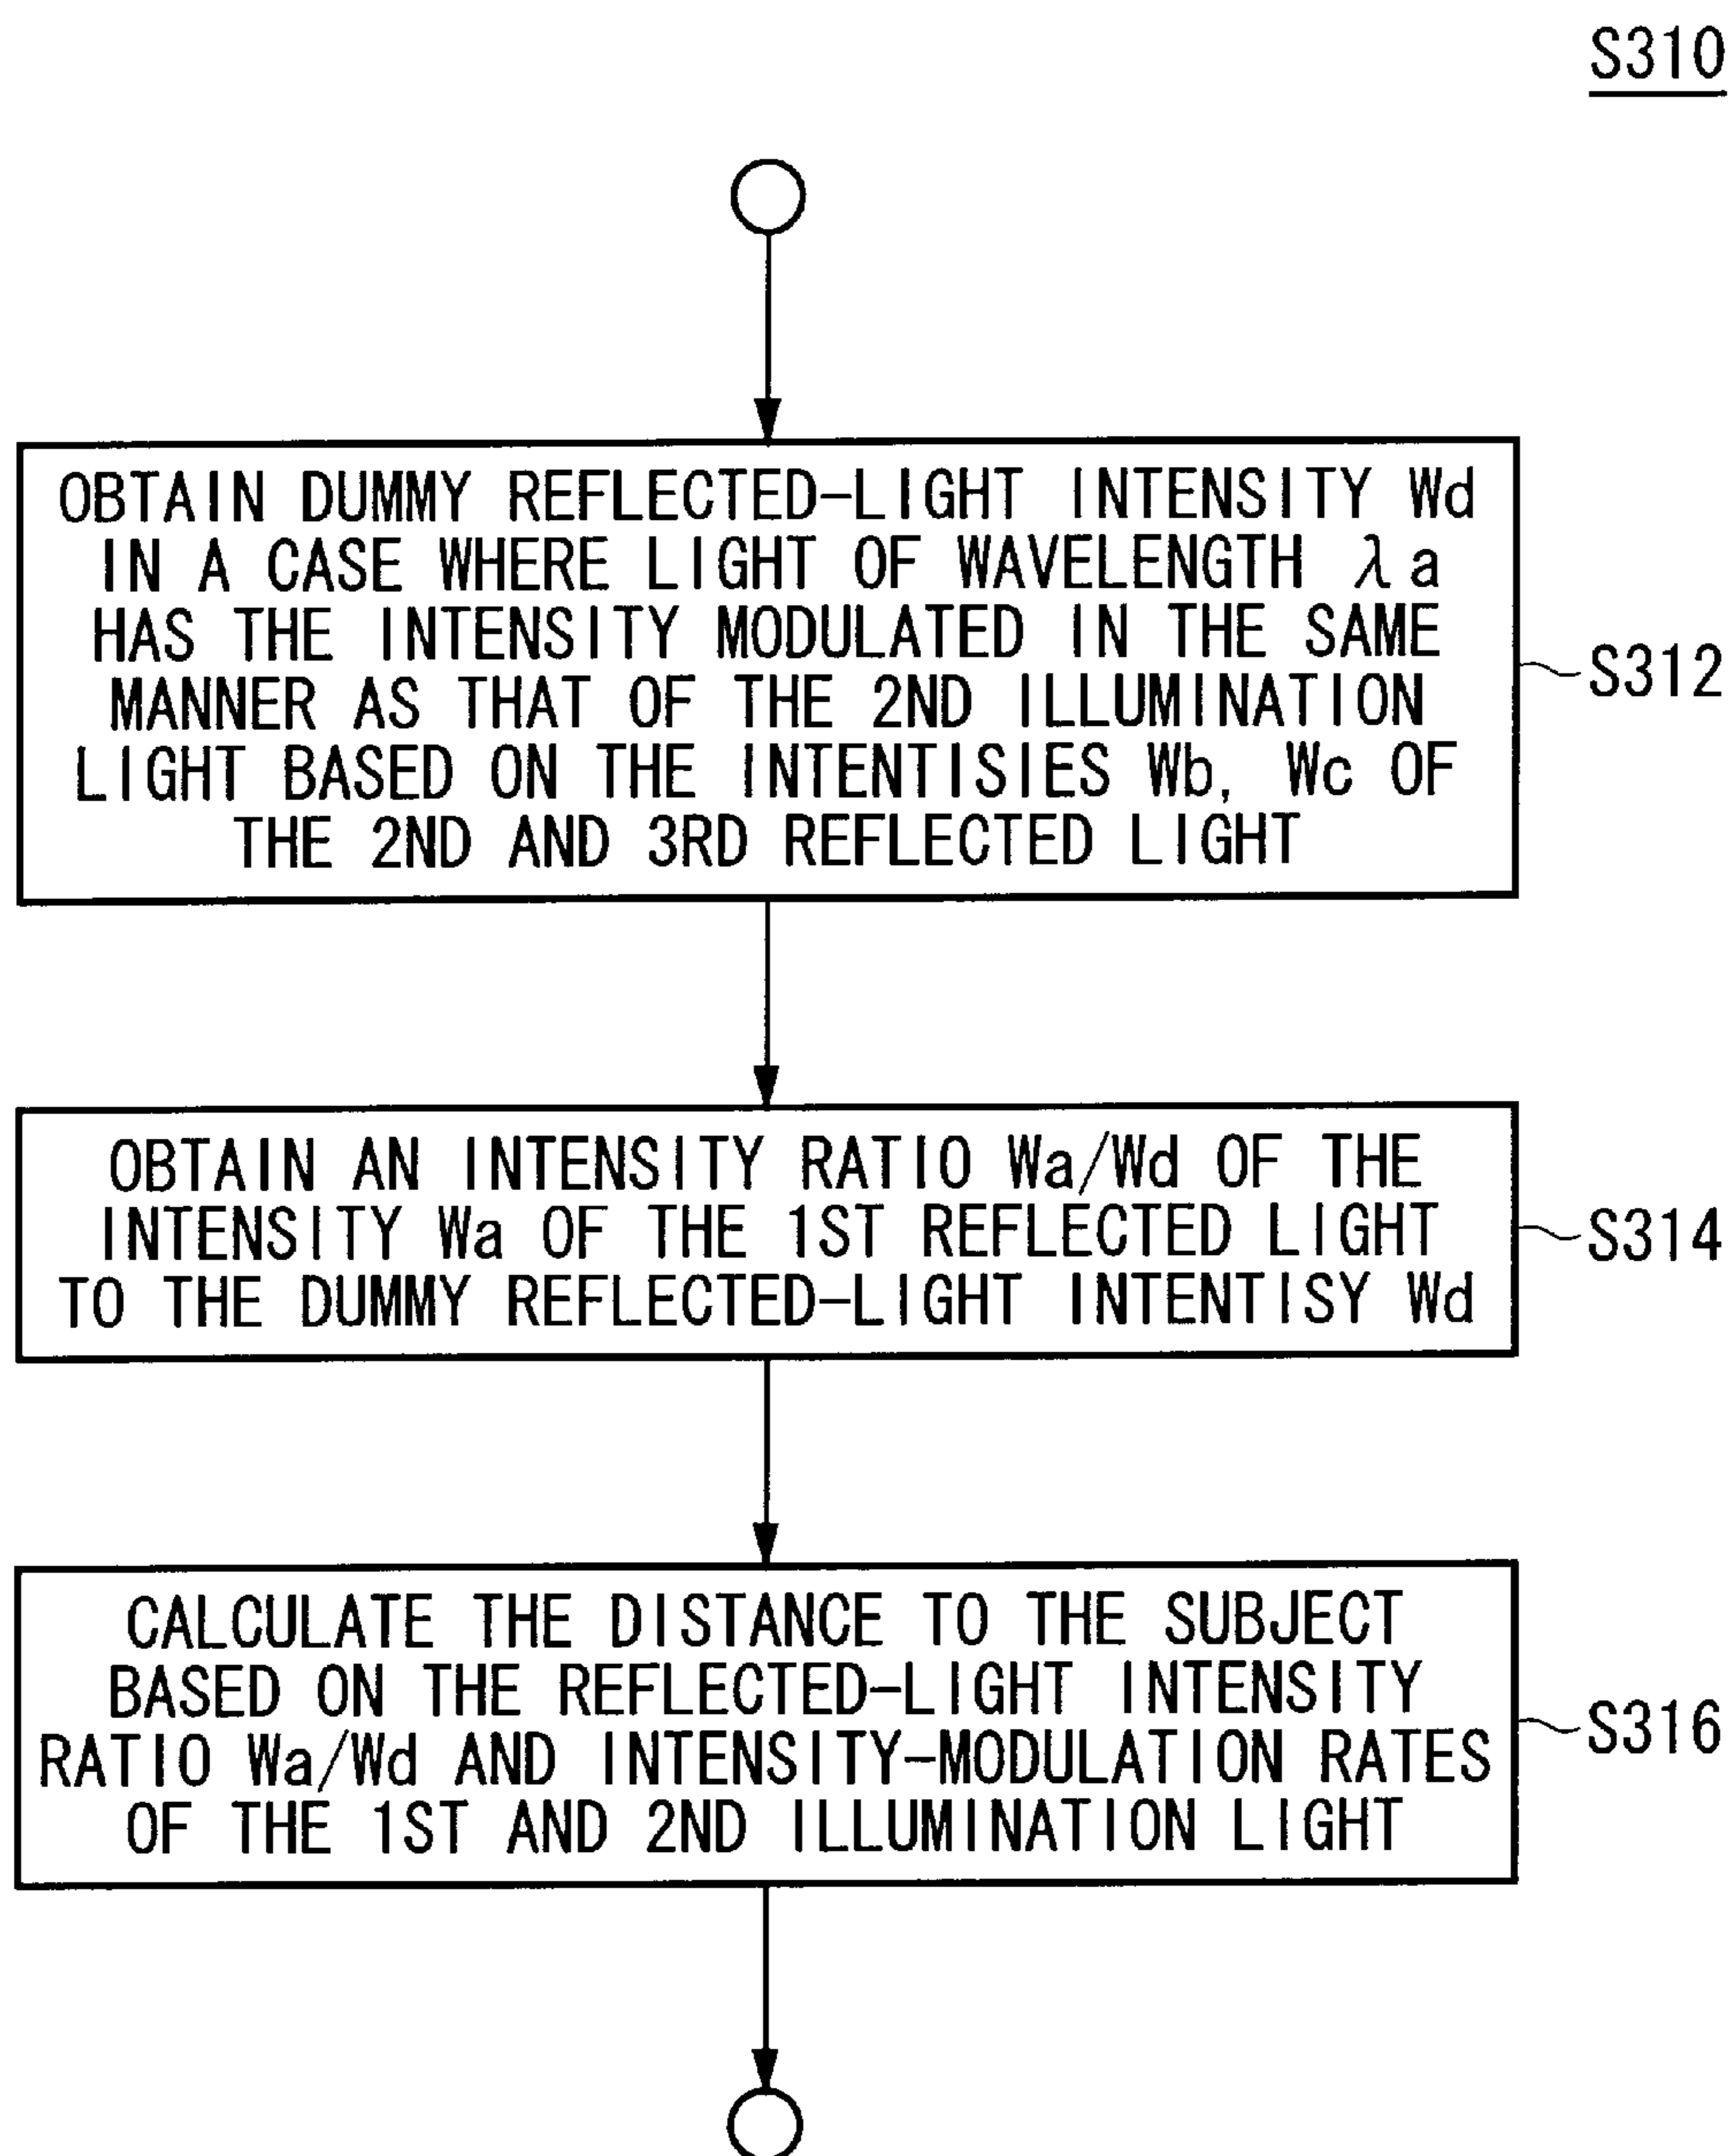 S310
OBTAIN DUMMY REFLECTED-LIGHT INTENSITY Wd
IN A CASE WHERE LIGHT OF WAVELENGTH λa
HAS THE INTENSITY MODULATED IN THE SAME
MANNER AS THAT OF THE 2ND ILLUMINATION
LIGHT BASED ON THE INTENTISIES Wb, Wc OF
THE 2ND AND 3RD REFLECTED LIGHT
S312
OBTAIN AN INTENSITY RATIO Wa/Wd OF THE
INTENSITY Wa OF THE 1ST REFLECTED LIGHT
TO THE DUMMY REFLECTED-LIGHT INTENTISY Wd
S314
CALCULATE THE DISTANCE TO THE SUBJECT
BASED ON THE REFLECTED-LIGHT INTENSITY
RATIO Wa/Wd AND INTENSITY-MODULATION RATES
OF THE 1ST AND 2ND ILLUMINATION LIGHT
S316